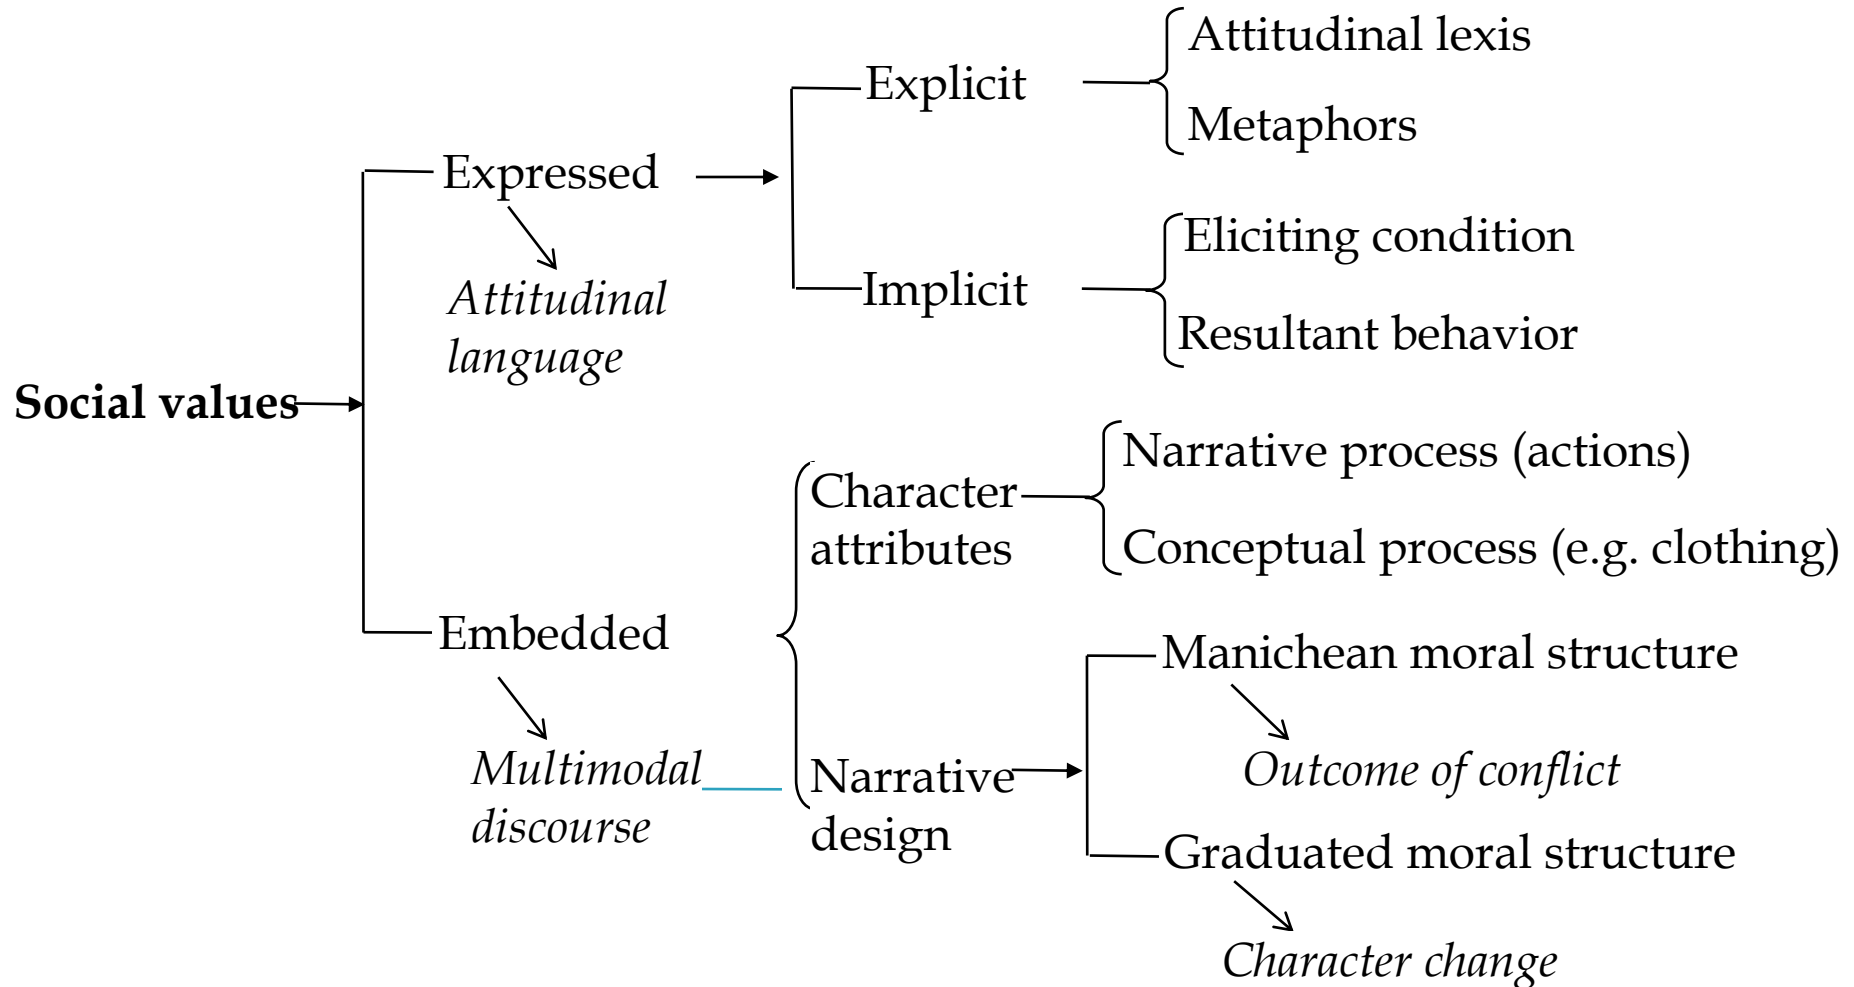 Attitudinal lexis
Explicit
Metaphors
Expressed
Eliciting condition
Attitudinal
language
Implicit
Resultant behavior
Social values
Narrative process (actions)
Character
attributes
Conceptual process (e.g. clothing)
Embedded
Manichean moral structure
Multimodal
discourse
Outcome of conflict
Narrative
design
Graduated moral structure
Character change